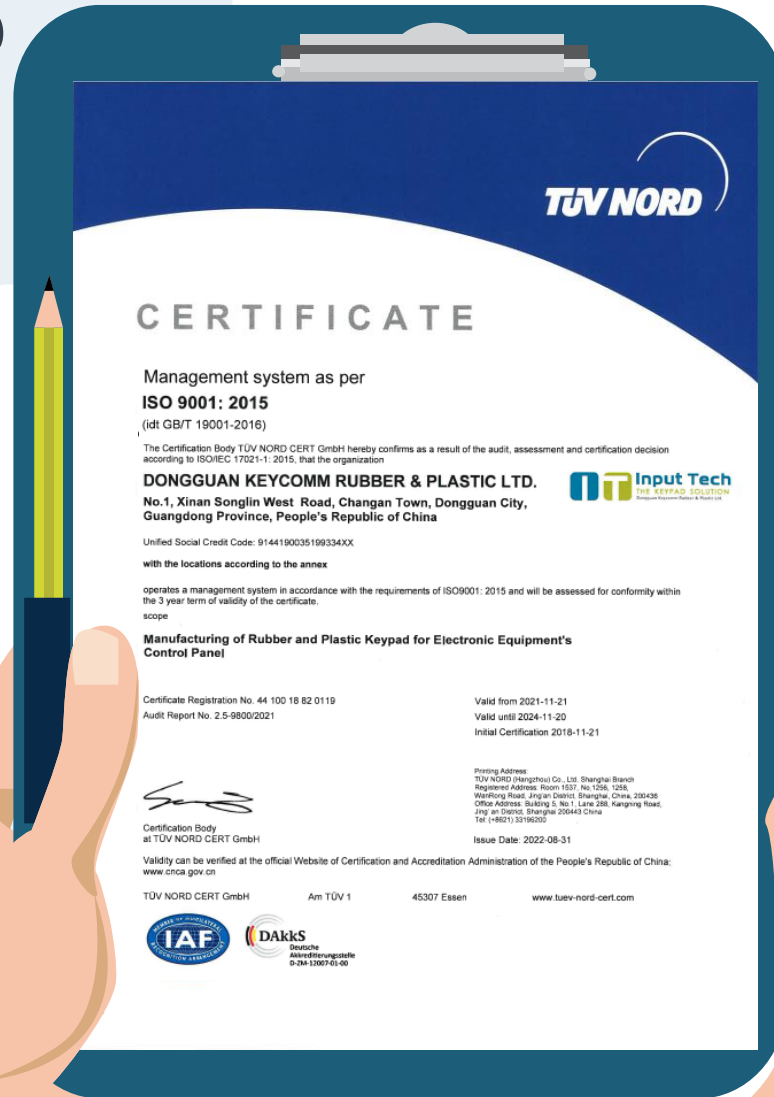 TÜV NORD
CERTIFICATE
Management system as per
ISO 9001: 2015
(idt GB/T 19001-2016)
The Certification Body TÜV NORD CERT GmbH hereby confirms as a result of the audit, assessment and certification decision
according to ISO/IEC 17021-1: 2015, that the organization
DONGGUAN KEYCOMM RUBBER & PLASTIC LTD.
No.1, Xinan Songlin West Road, Changan Town, Dongguan City,
Guangdong Province, People's Republic of China
IT Input Tech
THE KEYPAD SOLUTION
Dongguan Keycomm Rubber & Plastic Ltd.
Unified Social Credit Code: 9144190035199334XX
with the locations according to the annex
operates a management system in accordance with the requirements of ISO9001: 2015 and will be assessed for conformity within
the 3 year term of validity of the certificate.
scope
Manufacturing of Rubber and Plastic Keypad for Electronic Equipment's
Control Panel
Certificate Registration No. 44 100 18 82 0119
Audit Report No. 2.5-9800/2021
Valid from 2021-11-21
Valid until 2024-11-20
Initial Certification 2018-11-21
Printing Address:
TÜV NORD (Hangzhou) Co., Ltd. Shanghai Branch
Registered Address: Room 1537, No.1256, 1258,
WanRong Road, Jing'an District, Shanghai, China, 200436
Office Address: Building 5, No.1, Lane 288, Kangning Road,
Jing' an District, Shanghai 200443 China
Tel: (+8621) 33196200
Certification Body
at TÜV NORD CERT GmbH
Issue Date: 2022-08-31
Validity can be verified at the official Website of Certification and Accreditation Administration of the People's Republic of China:
www.cnca.gov.cn
TÜV NORD CERT GmbH Am TÜV 1 45307 Essen www.tuev-nord-cert.com
MEMBER OF MULTILATERAL
IAF
RECOGNITION ARRANGEMENT
DAkkS
Deutsche
Akkreditierungsstelle
D-ZM-12007-01-00